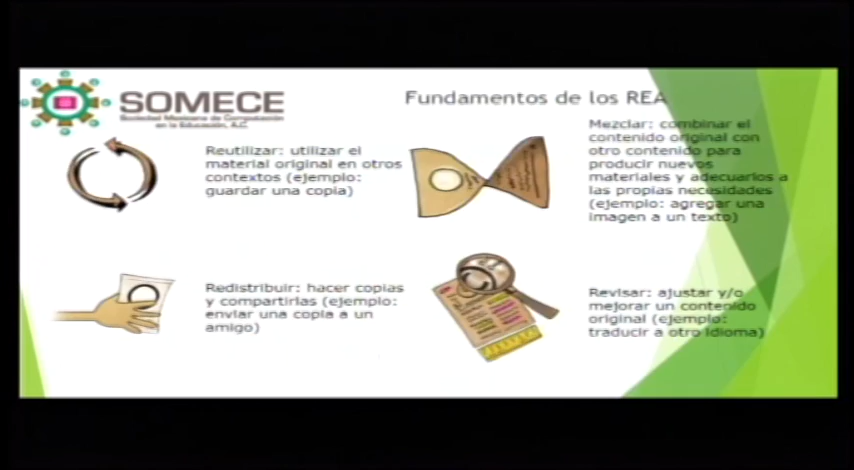 SOMECE
Sociedad Mexicana de Computación
en la Educación, A.C.
Fundamentos de los REA
Reutilizar: utilizar el
material original en otros
contextos (ejemplo:
guardar una copia)
Mezclar: combinar el
contenido original con
otro contenido para
producir nuevos
materiales y adecuarlos a
las propias necesidades
(ejemplo: agregar una
imagen a un texto)
Redistribuir: hacer copias
y compartirlas (ejemplo:
enviar una copia a un
amigo)
Revisar: ajustar y/o
mejorar un contenido
original (ejemplo:
traducir a otro idioma)